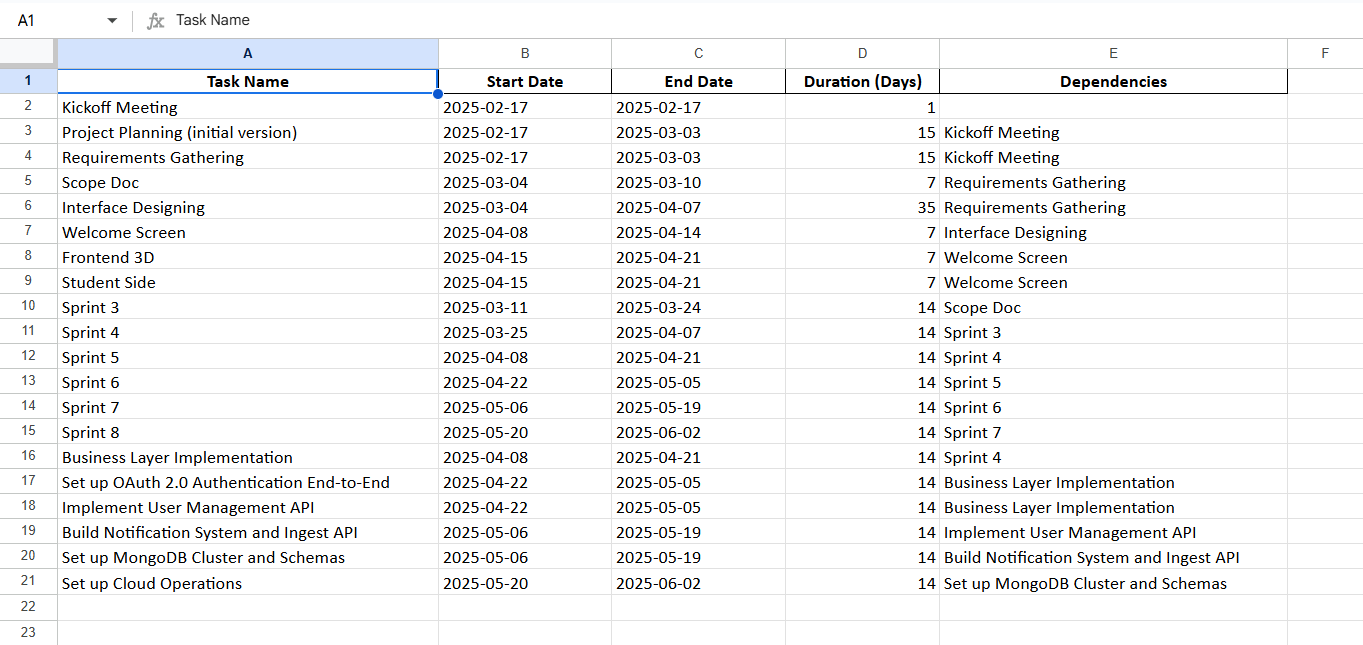 A1 fx Task Name
A B C D E F
1 Task Name Start Date End Date Duration (Days) Dependencies
2 Kickoff Meeting 2025-02-17 2025-02-17 1
3 Project Planning (initial version) 2025-02-17 2025-03-03 15 Kickoff Meeting
4 Requirements Gathering 2025-02-17 2025-03-03 15 Kickoff Meeting
5 Scope Doc 2025-03-04 2025-03-10 7 Requirements Gathering
6 Interface Designing 2025-03-04 2025-04-07 35 Requirements Gathering
7 Welcome Screen 2025-04-08 2025-04-14 7 Interface Designing
8 Frontend 3D 2025-04-15 2025-04-21 7 Welcome Screen
9 Student Side 2025-04-15 2025-04-21 7 Welcome Screen
10 Sprint 3 2025-03-11 2025-03-24 14 Scope Doc
11 Sprint 4 2025-03-25 2025-04-07 14 Sprint 3
12 Sprint 5 2025-04-08 2025-04-21 14 Sprint 4
13 Sprint 6 2025-04-22 2025-05-05 14 Sprint 5
14 Sprint 7 2025-05-06 2025-05-19 14 Sprint 6
15 Sprint 8 2025-05-20 2025-06-02 14 Sprint 7
16 Business Layer Implementation 2025-04-08 2025-04-21 14 Sprint 4
17 Set up OAuth 2.0 Authentication End-to-End 2025-04-22 2025-05-05 14 Business Layer Implementation
18 Implement User Management API 2025-04-22 2025-05-05 14 Business Layer Implementation
19 Build Notification System and Ingest API 2025-05-06 2025-05-19 14 Implement User Management API
20 Set up MongoDB Cluster and Schemas 2025-05-06 2025-05-19 14 Build Notification System and Ingest API
21 Set up Cloud Operations 2025-05-20 2025-06-02 14 Set up MongoDB Cluster and Schemas
22
23